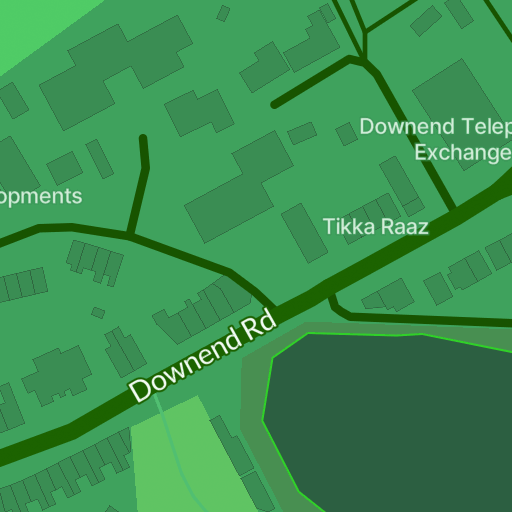 Downend Telep
Exchange
opments
Tikka Raaz
Downend Rd